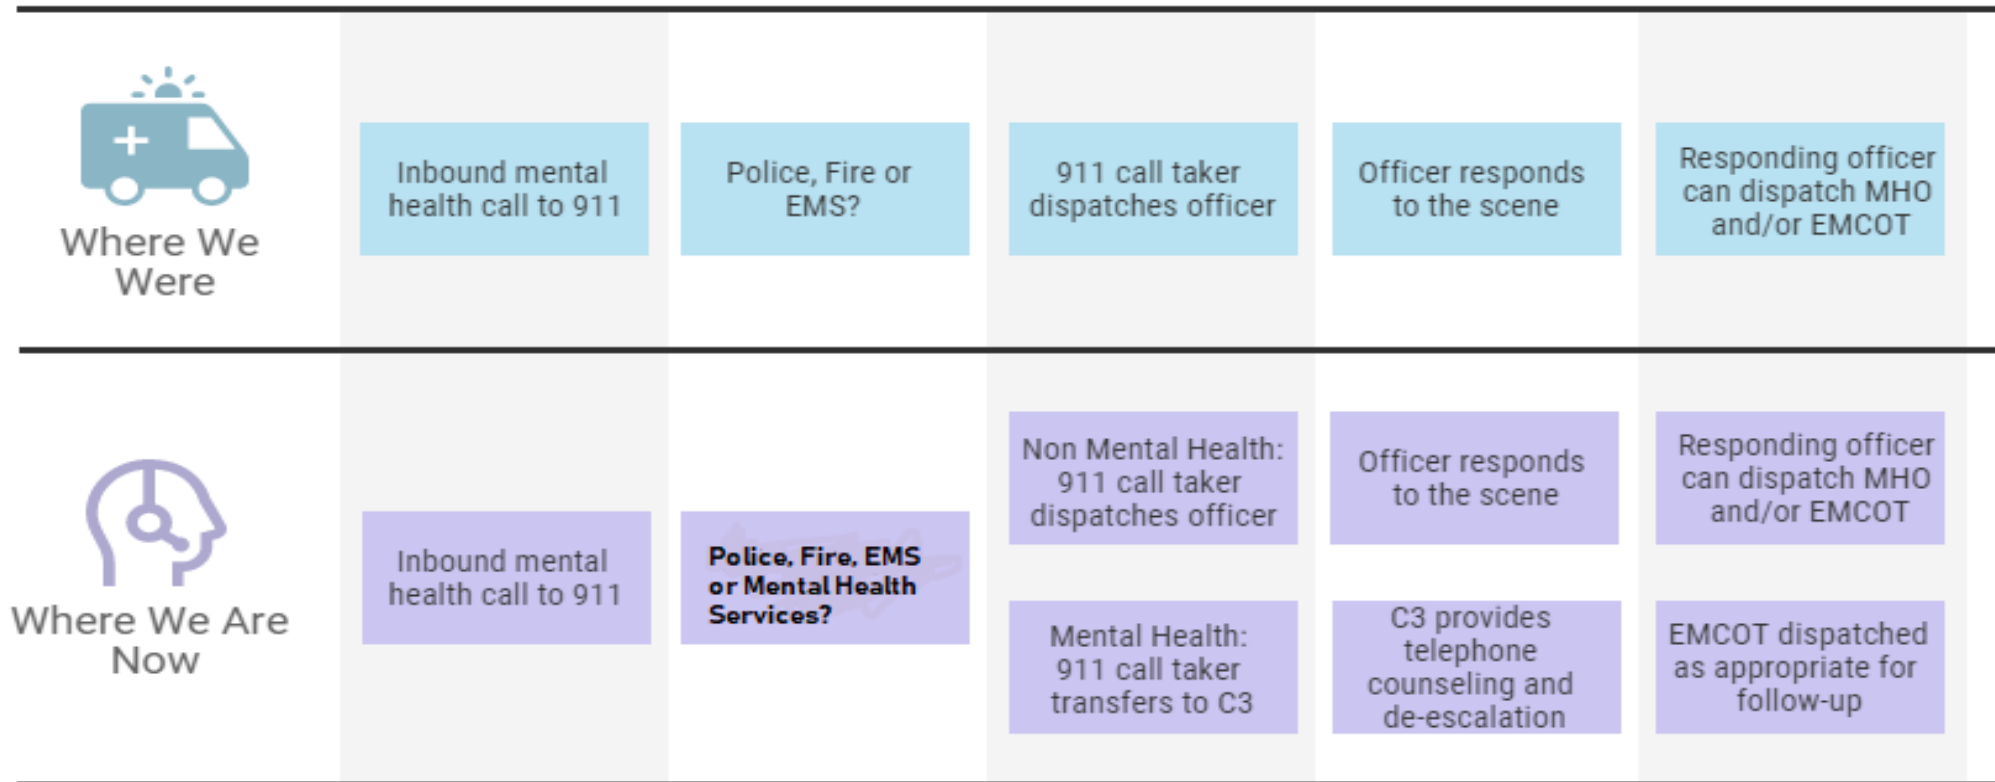 Where We
Were
Inbound mental
health call to 911
Police, Fire or
EMS?
911 call taker
dispatches officer
Officer responds
to the scene
Responding officer
can dispatch MHO
and/or EMCOT
Where We Are
Now
Inbound mental
health call to 911
Police, Fire, EMS
or Mental Health
Services?
Non Mental Health:
911 call taker
dispatches officer
Officer responds
to the scene
Responding officer
can dispatch MHO
and/or EMCOT
Mental Health:
911 call taker
transfers to C3
C3 provides
telephone
counseling and
de-escalation
EMCOT dispatched
as appropriate for
follow-up